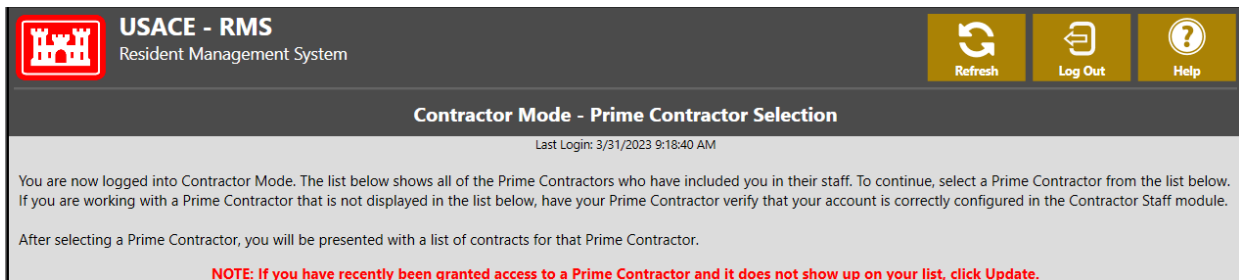 USACE - RMS
Resident Management System
Refresh
Log Out
Help
Contractor Mode - Prime Contractor Selection
Last Login: 3/31/2023 9:18:40 AM
You are now logged into Contractor Mode. The list below shows all of the Prime Contractors who have included you in their staff. To continue, select a Prime Contractor from the list below.
If you are working with a Prime Contractor that is not displayed in the list below, have your Prime Contractor verify that your account is correctly configured in the Contractor Staff module.
After selecting a Prime Contractor, you will be presented with a list of contracts for that Prime Contractor.
NOTE: If you have recently been granted access to a Prime Contractor and it does not show up on your list, click Update.